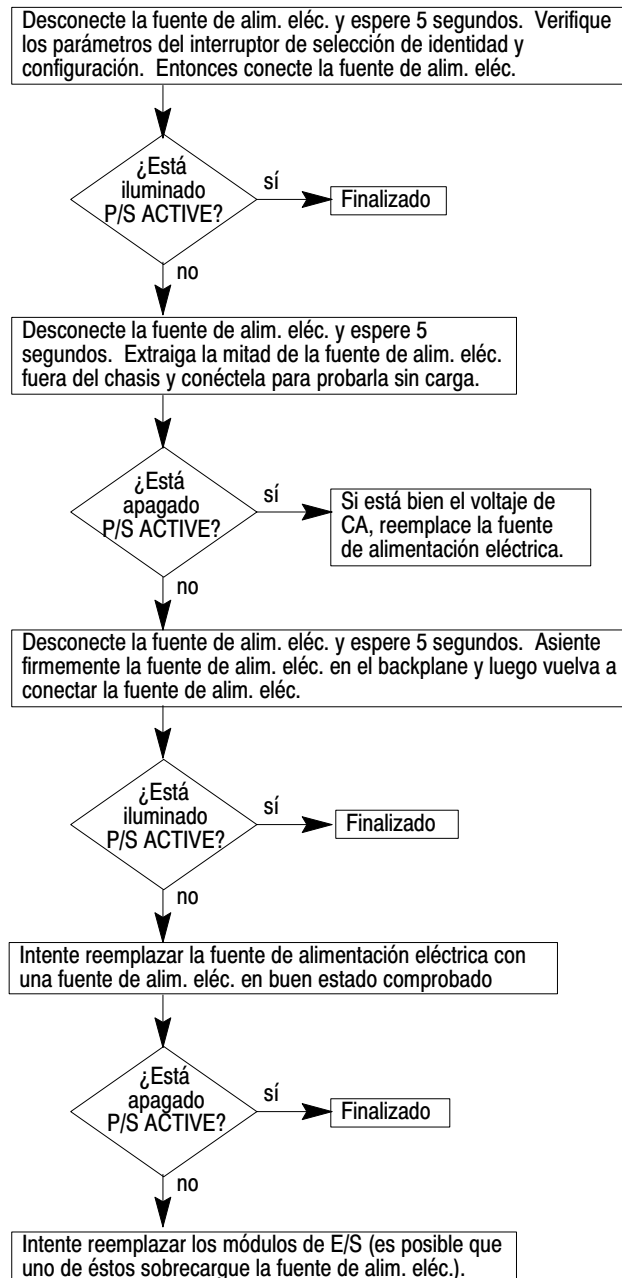 Desconecte la fuente de alim. eléc. y espere 5 segundos. Verifique
los parámetros del interruptor de selección de identidad y
configuración. Entonces conecte la fuente de alim. eléc.
¿Está
iluminado
P/S ACTIVE?
sí
Finalizado
no
Desconecte la fuente de alim. eléc. y espere 5
segundos. Extraiga la mitad de la fuente de alim. eléc.
fuera del chasis y conéctela para probarla sin carga.
¿Está
apagado
P/S ACTIVE?
sí
Si está bien el voltaje de
CA, reemplace la fuente
de alimentación eléctrica.
no
Desconecte la fuente de alim. eléc. y espere 5 segundos. Asiente
firmemente la fuente de alim. eléc. en el backplane y luego vuelva a
conectar la fuente de alim. eléc.
¿Está
iluminado
P/S ACTIVE?
sí
Finalizado
no
Intente reemplazar la fuente de alimentación eléctrica con
una fuente de alim. eléc. en buen estado comprobado
¿Está
apagado
P/S ACTIVE?
sí
Finalizado
no
Intente reemplazar los módulos de E/S (es posible que
uno de éstos sobrecargue la fuente de alim. eléc.).